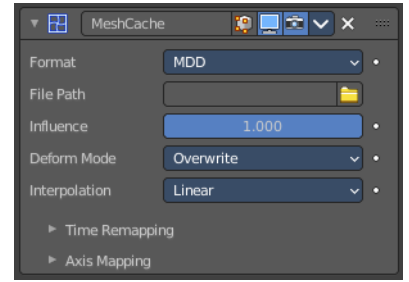 MeshCache
Format MDD
File Path
Influence 1.000
Deform Mode Overwrite
Interpolation Linear
Time Remapping
Axis Mapping